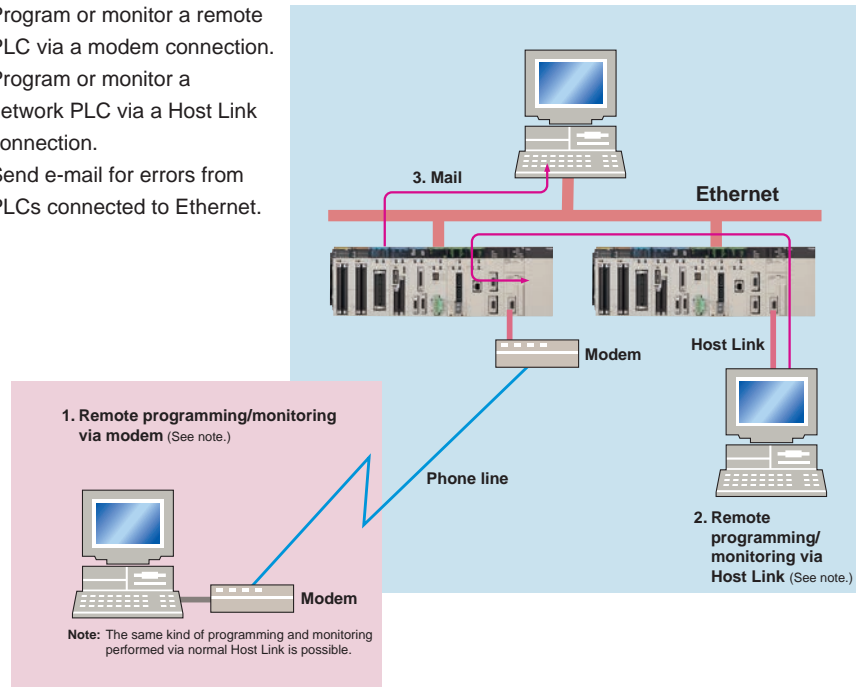 Program or monitor a remote
PLC via a modem connection.
Program or monitor a
network PLC via a Host Link
connection.
Send e-mail for errors from
PLCs connected to Ethernet.
3. Mail
Ethernet
Host Link
Modem
1. Remote programming/monitoring
via modem (See note.)
Phone line
2. Remote
programming/
monitoring via
Host Link (See note.)
Modem
Note: The same kind of programming and monitoring
performed via normal Host Link is possible.